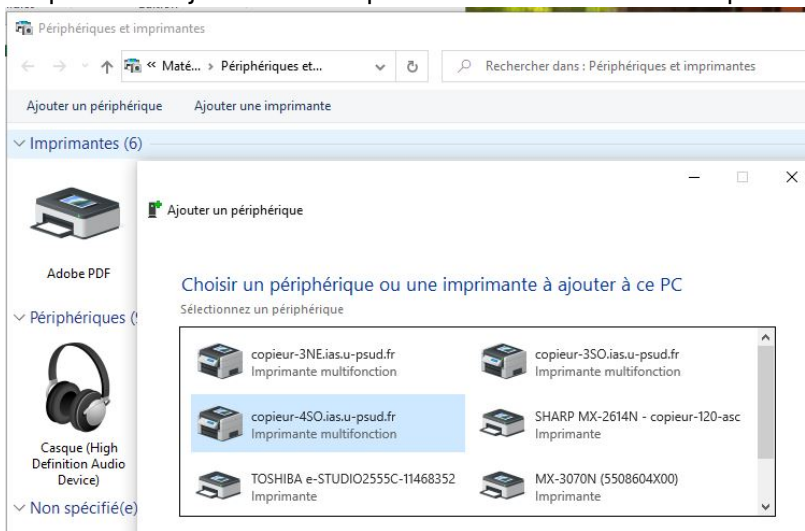 Périphériques et imprimantes
« Maté... › Périphériques et...
Rechercher dans : Périphériques et imprimantes
Ajouter un périphérique Ajouter une imprimante
Imprimantes (6)
Adobe PDF
Périphériques (
Casque (High
Definition Audio
Device)
Non spécifié(e)
Ajouter un périphérique
Choisir un périphérique ou une imprimante à ajouter à ce PC
Sélectionnez un périphérique
copieur-3NE.ias.u-psud.fr
Imprimante multifonction
copieur-3SO.ias.u-psud.fr
Imprimante multifonction
copieur-4SO.ias.u-psud.fr
Imprimante multifonction
SHARP MX-2614N - copieur-120-asc
Imprimante
TOSHIBA e-STUDIO2555C-11468352
Imprimante
MX-3070N (5508604X00)
Imprimante